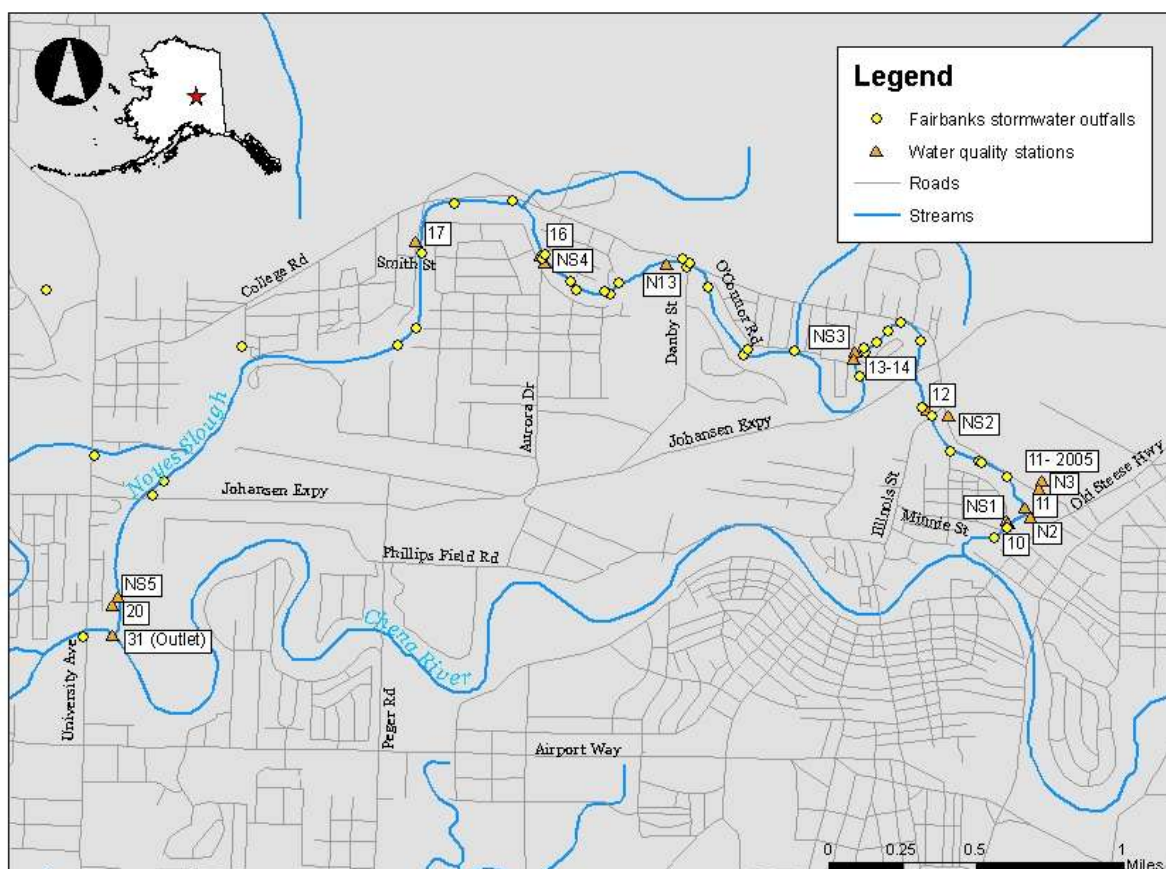 Legend
Fairbanks stormwater outfalls
Water quality stations
Roads
Streams
17
16
Smith St
NS4
College Rd
N13
O'Connor Rd
Danby St
NS3
13-14
Aurora Dr
12
NS2
Johansen Expy
Noyes Slough
11- 2005
N3
Old Steese Hwy
Johansen Expy
Illinois St
NS1
11
Minnie St
N2
10
Phillips Field Rd
NS5
20
31 (Outlet)
Chena River
University Ave
Peger Rd
Airport Way
0 0.25 0.5 1
Miles